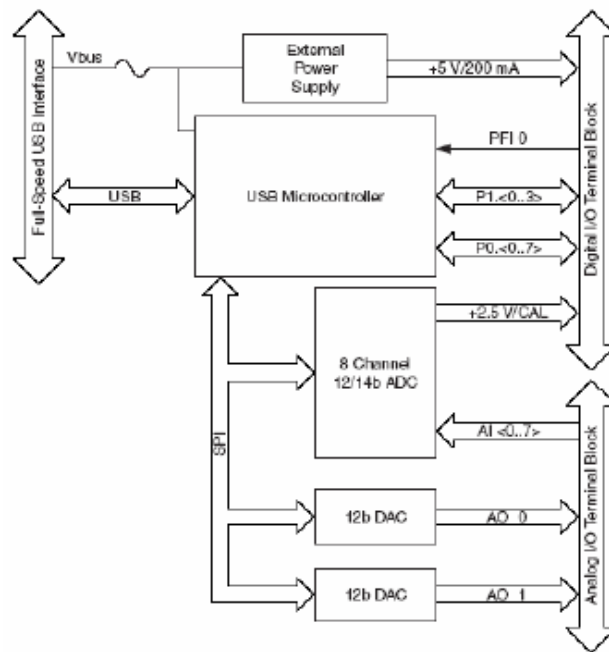 Vbus
External
Power
Supply
+5 V/200 mA
Full-Speed USB Interface
USB
USB Microcontroller
PFI 0
P1.<0..3>
P0.<0..7>
Digital I/O Terminal Block
+2.5 V/CAL
8 Channel
12/14b ADC
AI <0..7>
SPI
12b DAC
AO 0
12b DAC
AO 1
Analog I/O Terminal Block